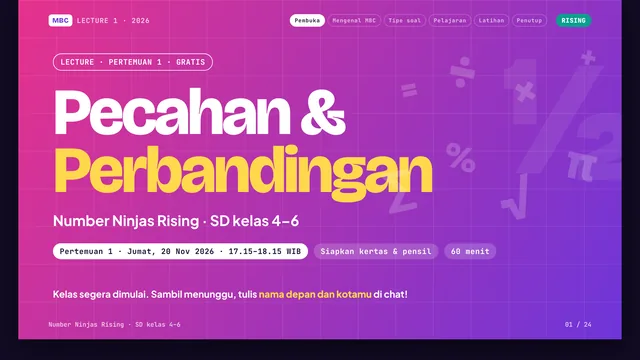 MBC LECTURE 1 · 2026
Pembuka Mengenal MBC Tipe soal Pelajaran Latihan Penutup RISING
LECTURE · PERTEMUAN 1 · GRATIS
Pecahan &
Perbandingan
Number Ninjas Rising · SD kelas 4–6
Pertemuan 1 · Jumat, 20 Nov 2026 · 17.15–18.15 WIB Siapkan kertas & pensil 60 menit
Kelas segera dimulai. Sambil menunggu, tulis nama depan dan kotamu di chat!
Number Ninjas Rising · SD kelas 4–6 01 / 24
½
÷
=
×
+
%
π
√
∑